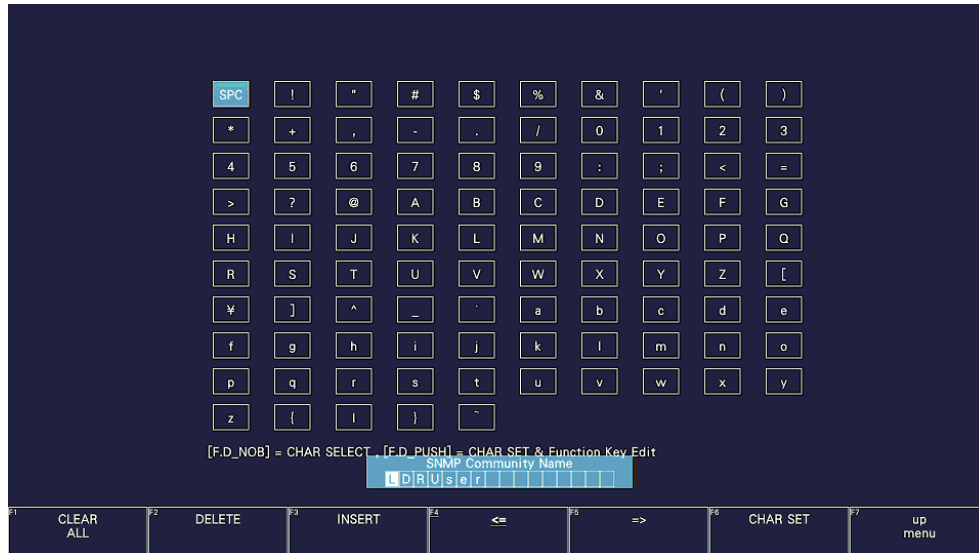 SPC ! " # $ % & ' ( )
* + , - . / 0 1 2 3
4 5 6 7 8 9 : ; < =
> ? @ A B C D E F G
H I J K L M N O P Q
R S T U V W X Y Z [
¥ ] ^ _ ` a b c d e
f g h i j k l m n o
p q r s t u v w x y
z { | } ~
[F.D_NOB] = CHAR SELECT , [F.D_PUSH] = CHAR SET & Function Key Edit
SNMP Community Name
LDRUser
F1 CLEAR ALL
F2 DELETE
F3 INSERT
F4 <=
F5 =>
F6 CHAR SET
F7 up menu